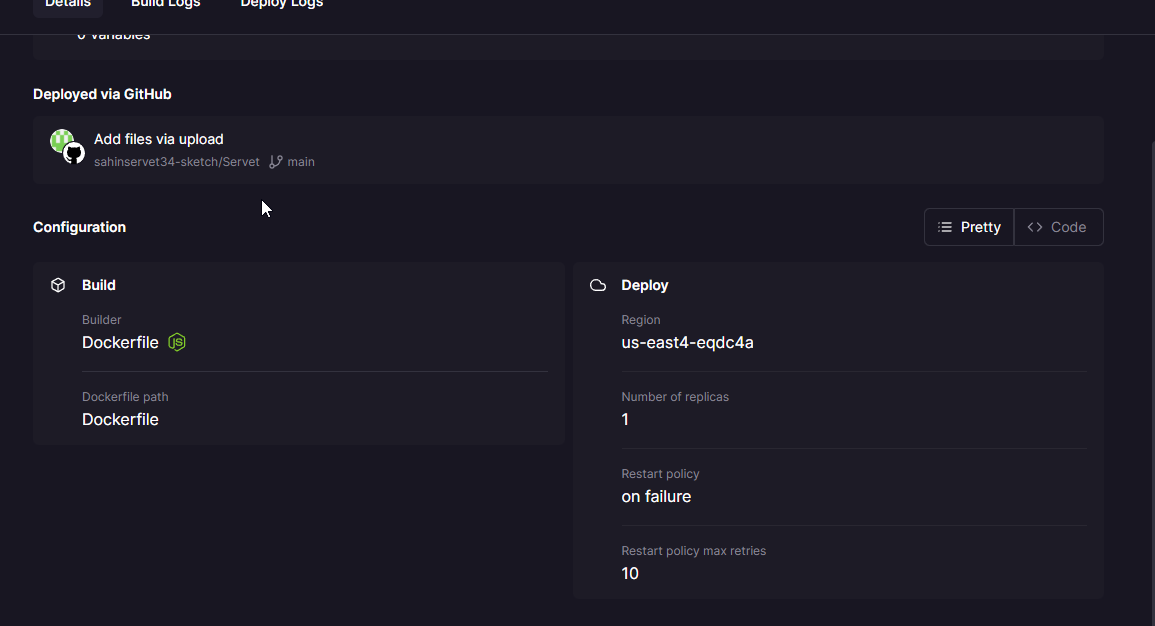 Details Build Logs Deploy Logs
0 Variables
Deployed via GitHub
Add files via upload
sahinservet34-sketch/Servet main
Configuration
Pretty Code
Build
Builder
Dockerfile
Dockerfile path
Dockerfile
Deploy
Region
us-east4-eqdc4a
Number of replicas
1
Restart policy
on failure
Restart policy max retries
10